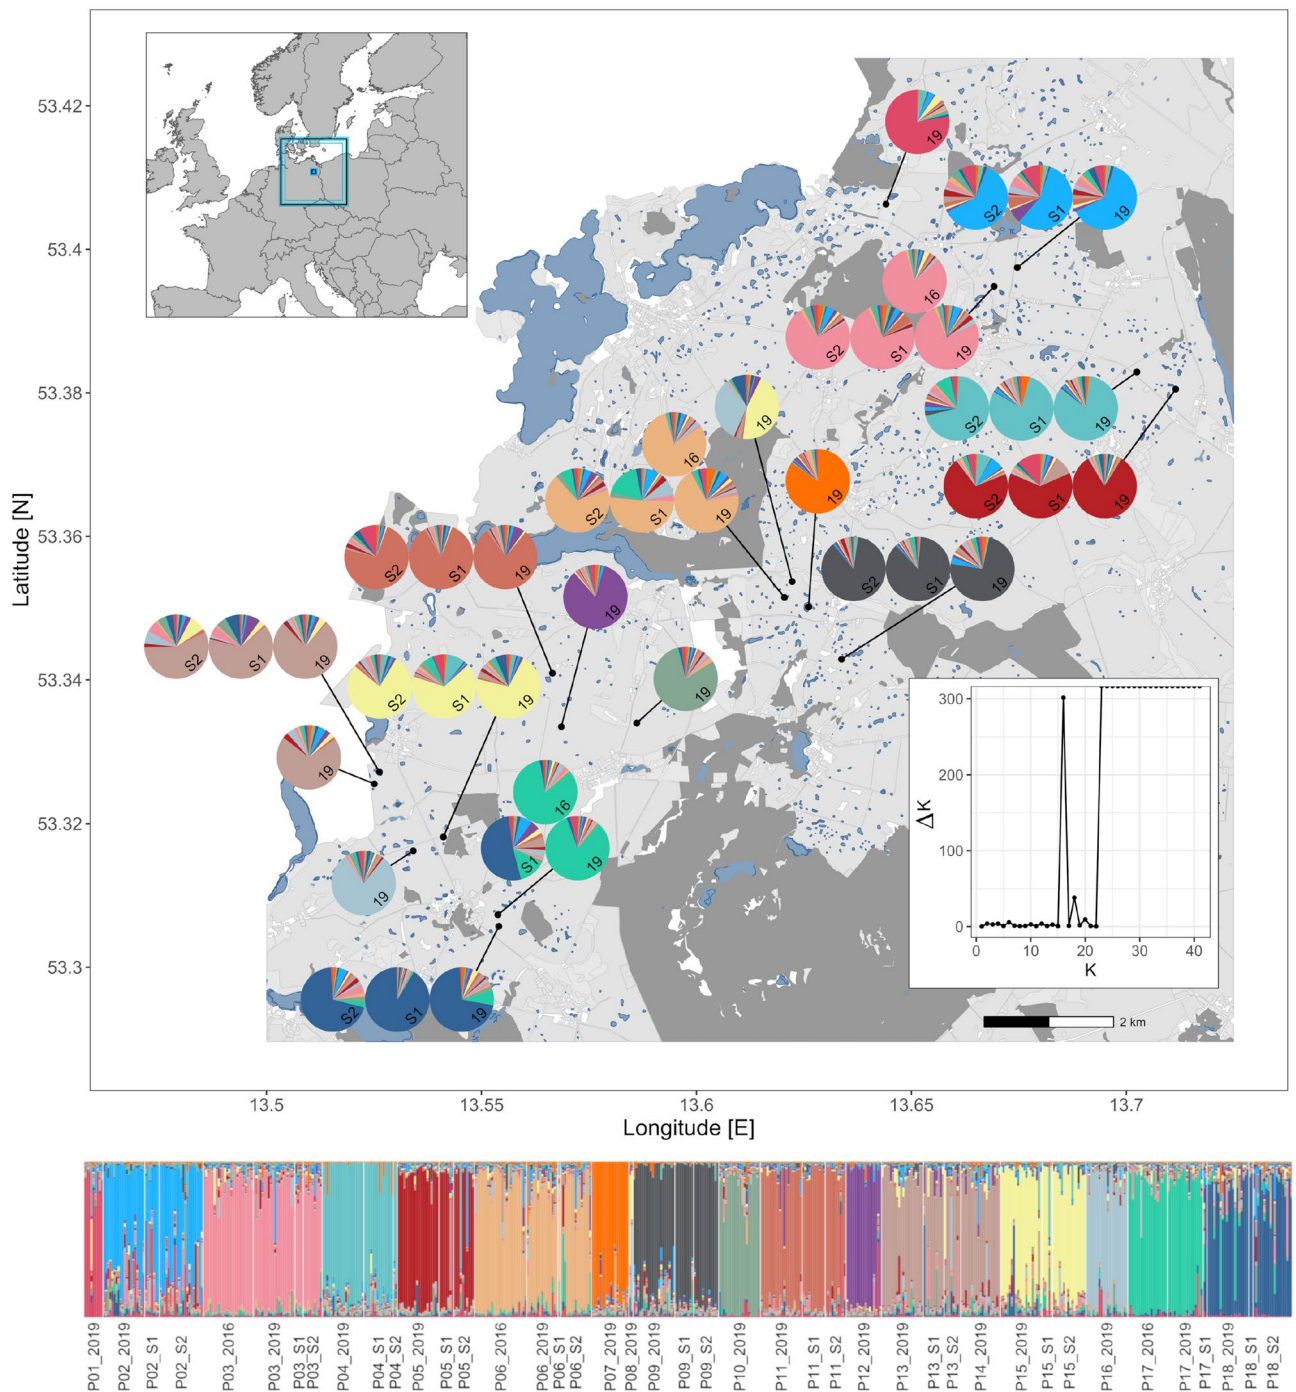 53.42
53.4
53.38
53.36
53.34
53.32
53.3
Latitude [N]
19
S2
S1
19
16
S2
S1
19
19
S2
S1
19
16
S2
S1
19
19
S2
S1
19
S2
S1
19
S2
S1
19
19
S2
S1
19
S2
S1
19
19
19
16
S1
19
19
S2
S1
19
300
200
100
0
ΔK
0
10
20
30
40
K
2 km
13.5
13.55
13.6
13.65
13.7
Longitude [E]
P01_2019
P02_2019
P02_S1
P02_S2
P03_2016
P03_2019
P03_S1
P03_S2
P04_2019
P04_S1
P04_S2
P05_2019
P05_S1
P05_S2
P06_2016
P06_2019
P06_S1
P06_S2
P07_2019
P08_2019
P09_2019
P09_S1
P09_S2
P10_2019
P11_2019
P11_S1
P11_S2
P12_2019
P13_2019
P13_S1
P13_S2
P14_2019
P15_2019
P15_S1
P15_S2
P16_2019
P17_2016
P17_2019
P17_S1
P18_2019
P18_S1
P18_S2